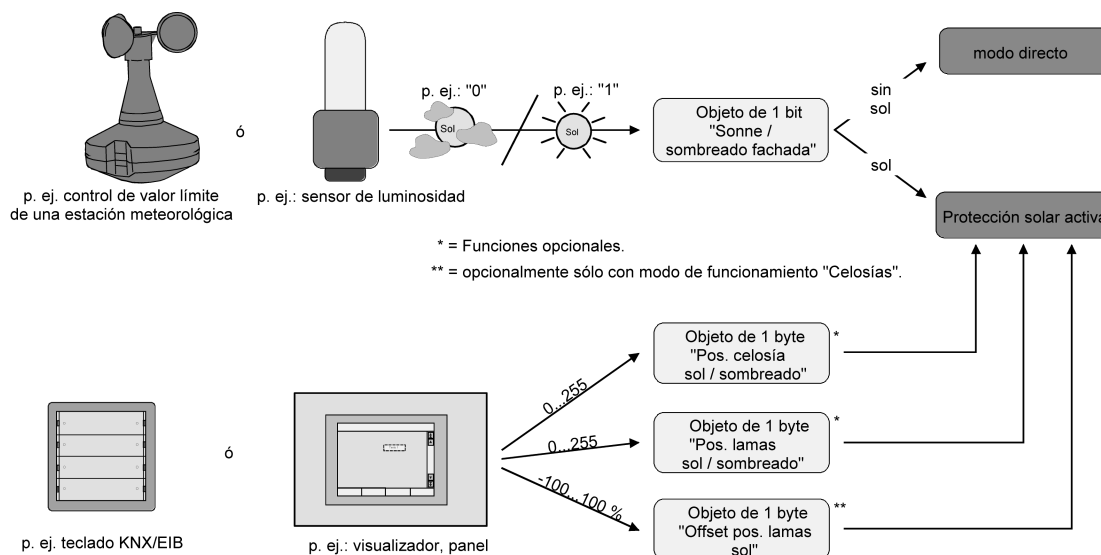 modo directo
p. ej.: "0"
p. ej.: "1"
sin
sol
Sol
Sol
Objeto de 1 bit
"Sonne /
sombreado fachada"
ó
sol
p. ej. control de valor límite
de una estación meteorológica
p. ej.: sensor de luminosidad
Protección solar activa
* = Funciones opcionales.
** = opcionalmente sólo con modo de funcionamiento "Celosías".
Objeto de 1 byte
"Pos. celosía
sol / sombreado"
*
0...255
Objeto de 1 byte
"Pos. lamas
sol / sombreado"
*
0...255
ó
-100...100 %
Objeto de 1 byte
"Offset pos. lamas
sol"
**
p. ej. teclado KNX/EIB
p. ej.: visualizador, panel